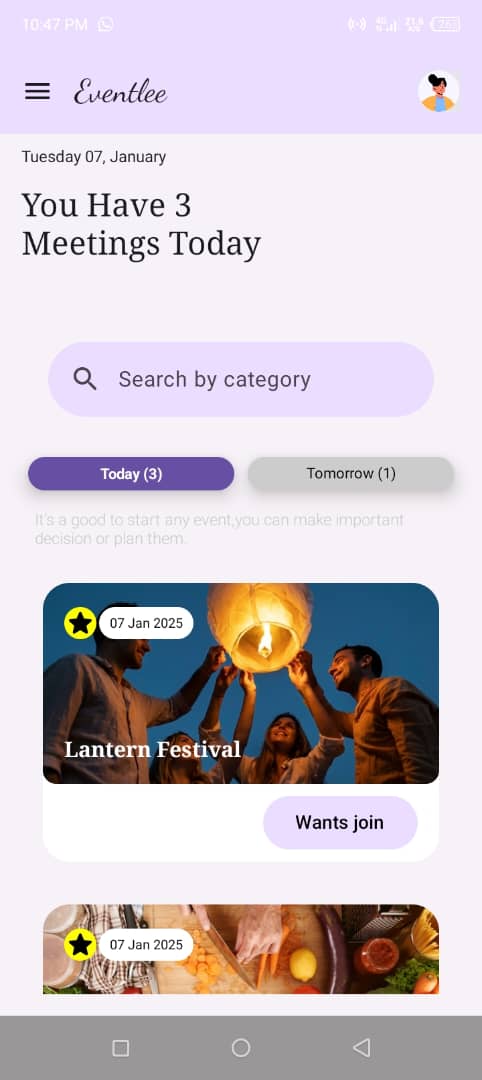 10:47 PM
Eventlee
Tuesday 07, January
You Have 3
Meetings Today
Search by category
Today (3)
Tomorrow (1)
It's a good to start any event,you can make important
decision or plan them.
07 Jan 2025
Lantern Festival
Wants join
07 Jan 2025